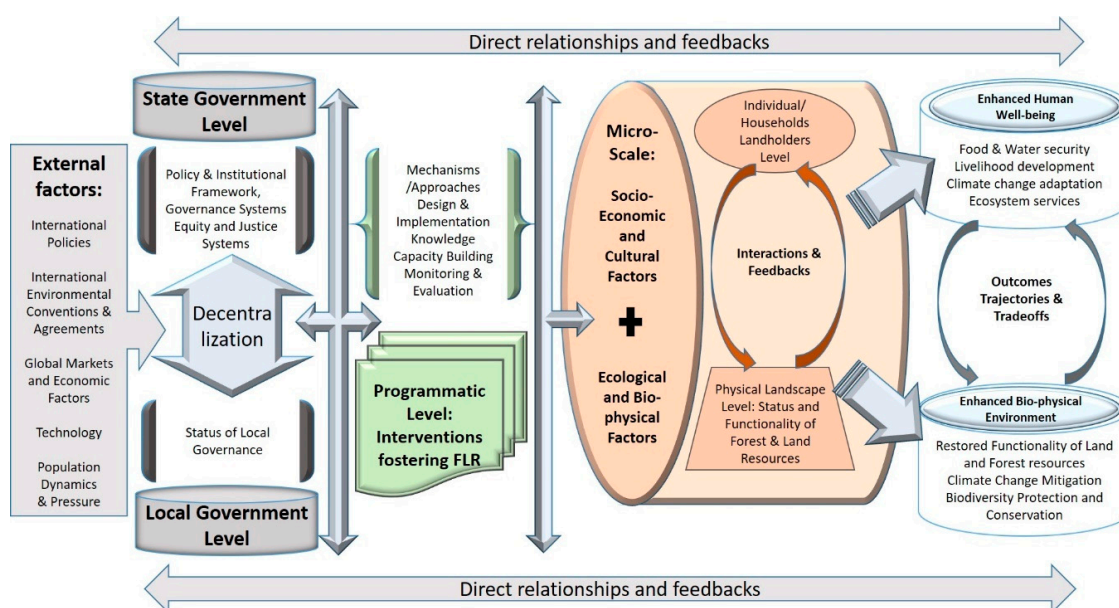 Direct relationships and feedbacks
External
factors:
International
Policies
International
Environmental
Conventions &
Agreements
Global Markets
and Economic
Factors
Technology
Population
Dynamics
& Pressure
State Government
Level
Policy & Institutional
Framework,
Governance Systems
Equity and Justice
Systems
Decentra
lization
Status of Local
Governance
Local Government
Level
Mechanisms
/Approaches
Design &
Implementation
Knowledge
Capacity Building
Monitoring &
Evaluation
Programmatic
Level:
Interventions
fostering FLR
Micro-
Scale:
Socio-
Economic
and
Cultural
Factors
+
Ecological
and Bio-
physical
Factors
Individual/
Households
Landholders
Level
Interactions &
Feedbacks
Physical Landscape
Level: Status and
Functionality of
Forest & Land
Resources
Enhanced Human
Well-being
Food & Water security
Livelihood development
Climate change adaptation
Ecosystem services
Outcomes
Trajectories &
Tradeoffs
Enhanced Bio-physical
Environment
Restored Functionality of Land
and Forest resources
Climate Change Mitigation
Biodiversity Protection and
Conservation
Direct relationships and feedbacks